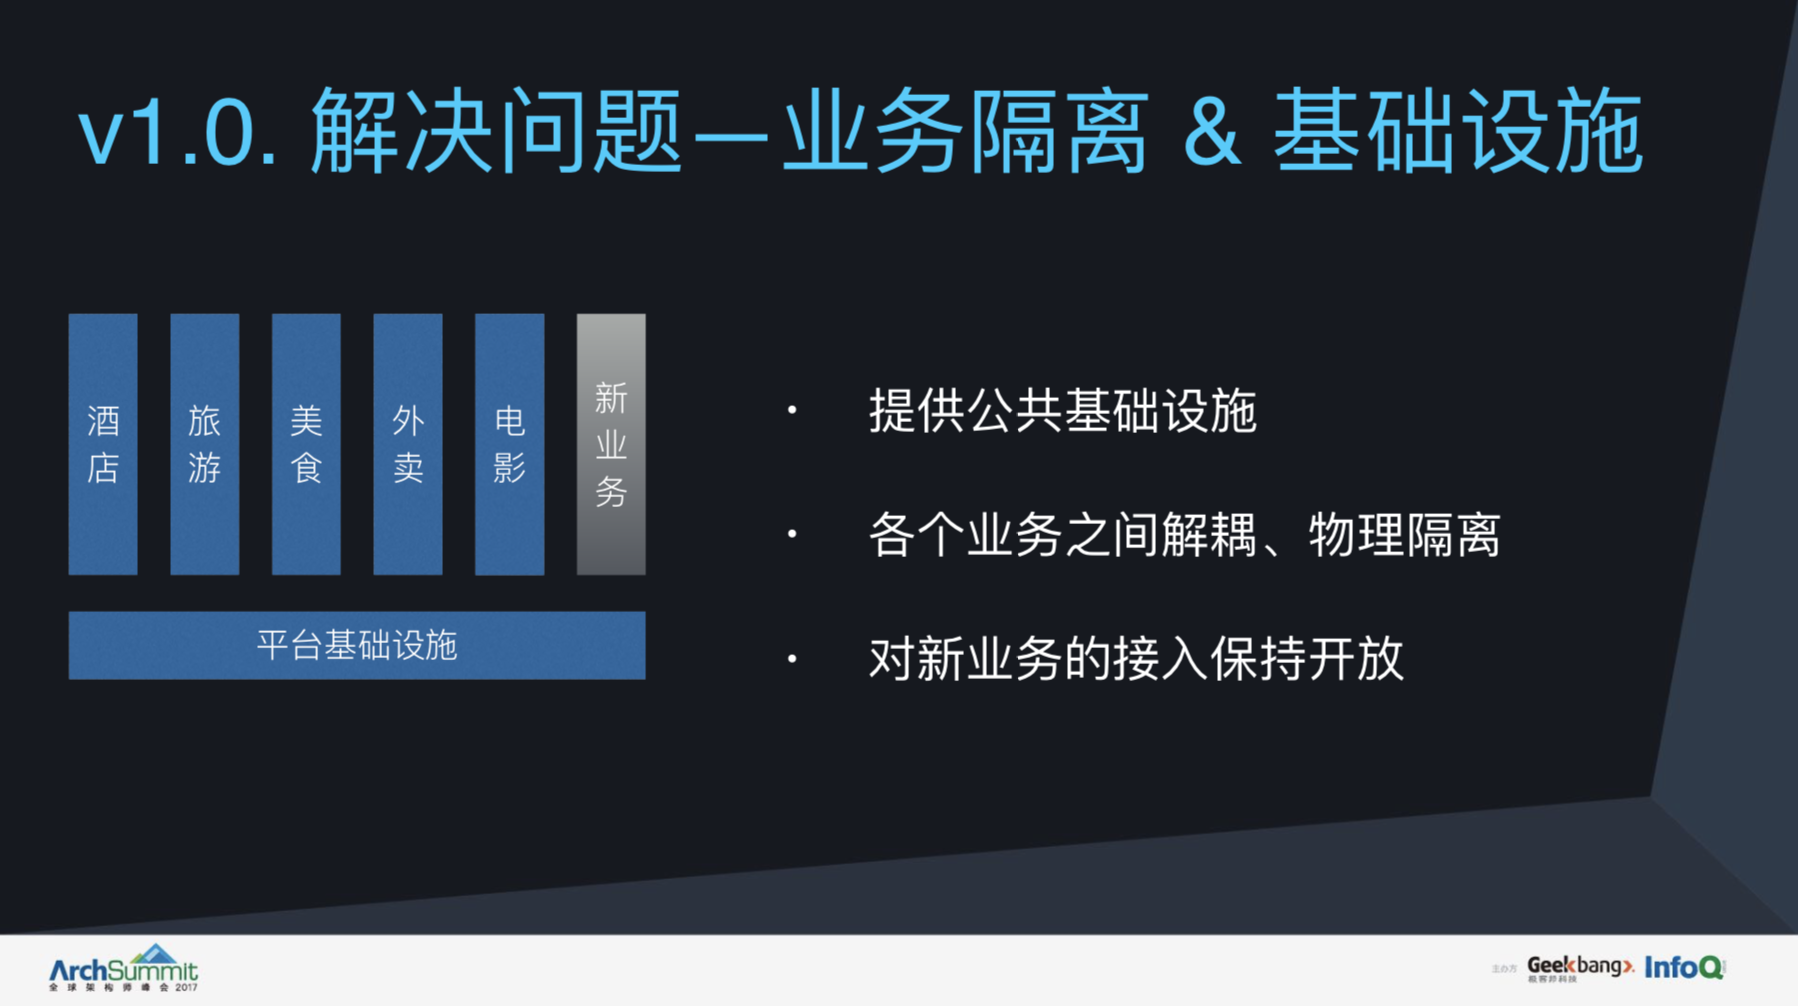 v1.0. 解决问题—业务隔离 & 基础设施
酒店
旅游
美食
外卖
电影
新业务
平台基础设施
• 提供公共基础设施
• 各个业务之间解耦、物理隔离
• 对新业务的接入保持开放
ArchSummit
全球架构师峰会 2017
主办方
Geekbang>.
极客邦科技
InfoQ